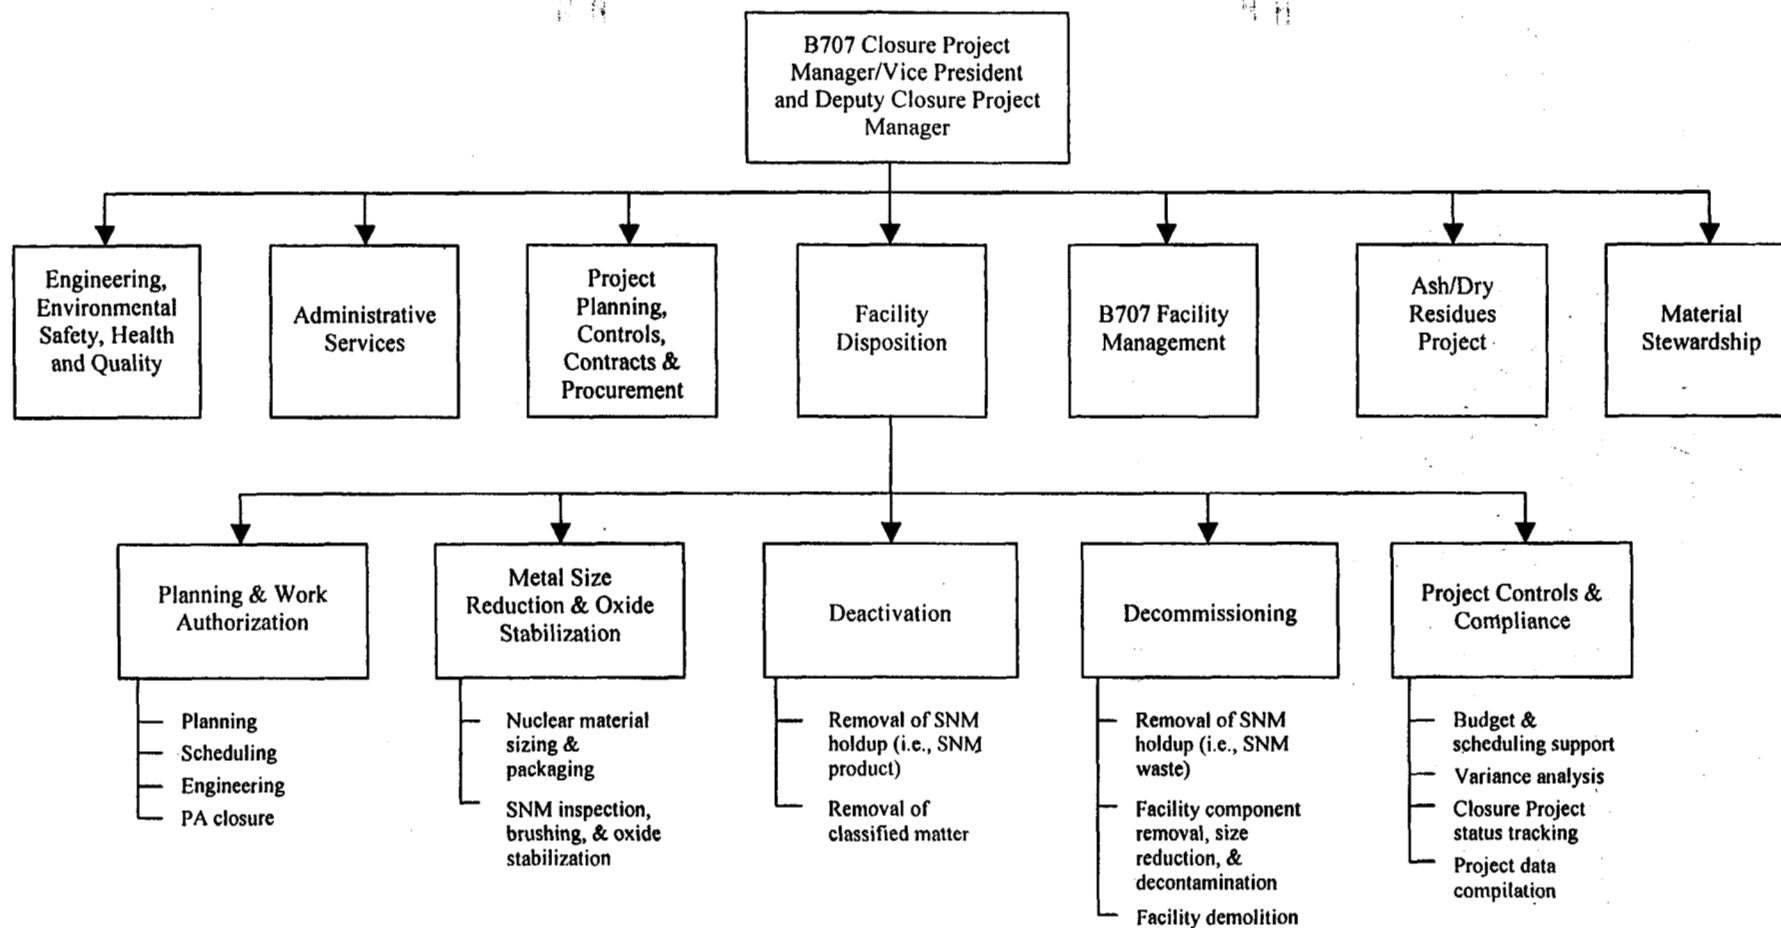 B707 Closure Project
Manager/Vice President
and Deputy Closure Project
Manager
Engineering,
Environmental
Safety, Health
and Quality
Administrative
Services
Project
Planning,
Controls,
Contracts &
Procurement
Facility
Disposition
B707 Facility
Management
Ash/Dry
Residues
Project
Material
Stewardship
Planning & Work
Authorization
Planning
Scheduling
Engineering
PA closure
Metal Size
Reduction & Oxide
Stabilization
Nuclear material
sizing &
packaging
SNM inspection,
brushing, & oxide
stabilization
Deactivation
Removal of SNM
holdup (i.e., SNM
product)
Removal of
classified matter
Decommissioning
Removal of SNM
holdup (i.e., SNM
waste)
Facility component
removal, size
reduction, &
decontamination
Facility demolition
Project Controls &
Compliance
Budget &
scheduling support
Variance analysis
Closure Project
status tracking
Project data
compilation